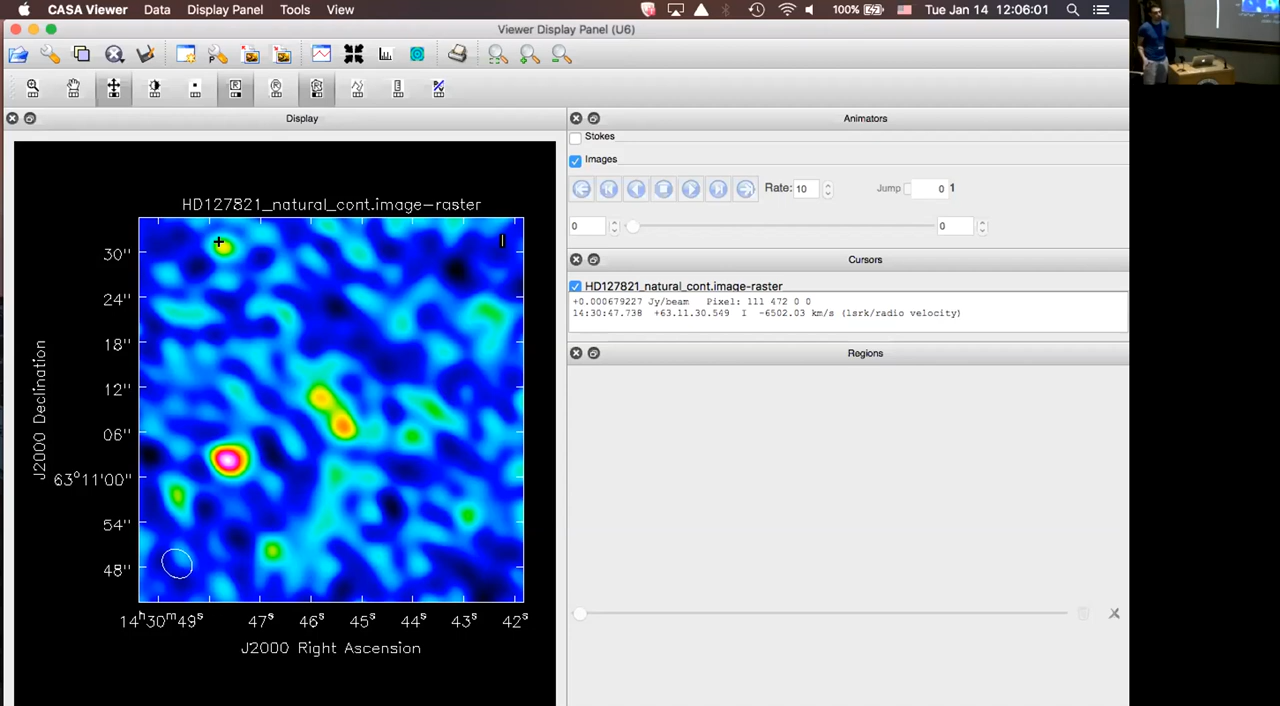 CASA Viewer Data Display Panel Tools View 100% Tue Jan 14 12:06:01
Viewer Display Panel (U6)
Display
Animators
Stokes
Images
Rate: 10 Jump 0 1
0 0
Cursors
HD127821_natural_cont.image-raster
+0.000679227 Jy/beam Pixel: 111 472 0 0
14:30:47.738 +63.11.30.549 I -6502.03 km/s (lsrk/radio velocity)
Regions
HD127821_natural_cont.image-raster
I
30''
24''
18''
12''
06''
63°11'00''
54''
48''
J2000 Declination
14ʰ30ᵐ49ˢ 47ˢ 46ˢ 45ˢ 44ˢ 43ˢ 42ˢ
J2000 Right Ascension